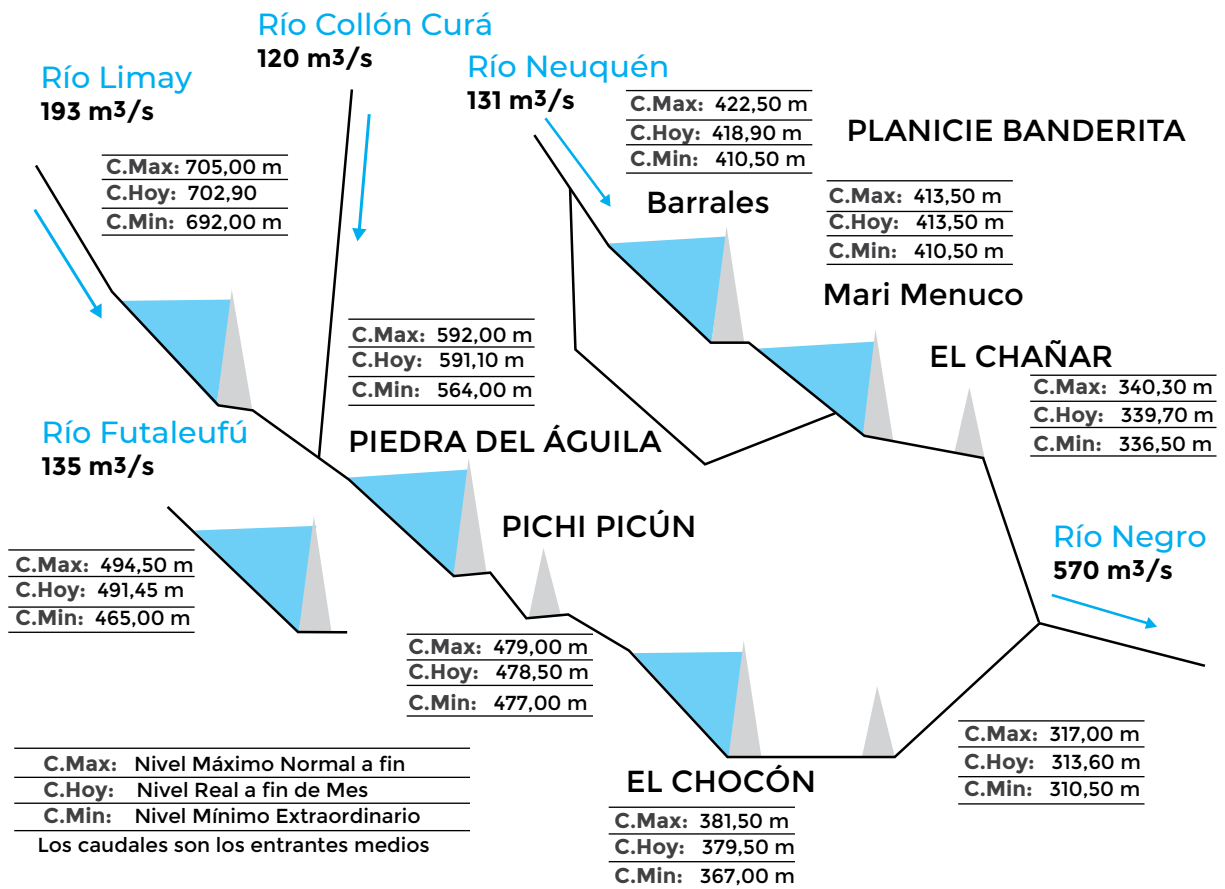 Río Collón Curá
120 m3/s
Río Limay
193 m3/s
Río Neuquén
131 m3/s
C.Max: 422,50 m
C.Hoy: 418,90 m
C.Min: 410,50 m
PLANICIE BANDERITA
C.Max: 705,00 m
C.Hoy: 702,90
C.Min: 692,00 m
Barrales
C.Max: 413,50 m
C.Hoy: 413,50 m
C.Min: 410,50 m
Mari Menuco
C.Max: 592,00 m
C.Hoy: 591,10 m
C.Min: 564,00 m
EL CHAÑAR
C.Max: 340,30 m
C.Hoy: 339,70 m
C.Min: 336,50 m
Río Futaleufú
135 m3/s
PIEDRA DEL ÁGUILA
PICHI PICÚN
Río Negro
570 m3/s
C.Max: 494,50 m
C.Hoy: 491,45 m
C.Min: 465,00 m
C.Max: 479,00 m
C.Hoy: 478,50 m
C.Min: 477,00 m
C.Max: 317,00 m
C.Hoy: 313,60 m
C.Min: 310,50 m
C.Max: Nivel Máximo Normal a fin
C.Hoy: Nivel Real a fin de Mes
C.Min: Nivel Mínimo Extraordinario
Los caudales son los entrantes medios
EL CHOCÓN
C.Max: 381,50 m
C.Hoy: 379,50 m
C.Min: 367,00 m